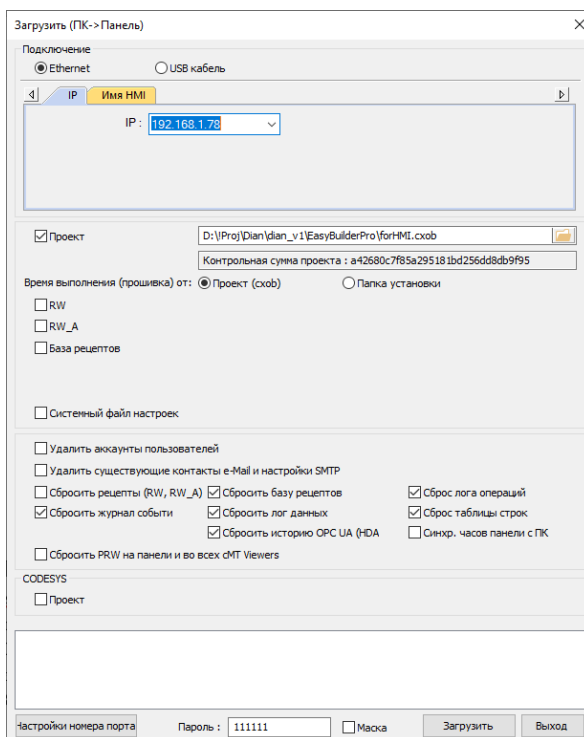 Загрузить (ПК->Панель)
Подключение
Ethernet USB кабель
IP Имя HMI
IP : 192.168.1.78
Проект D:\!Proj\Dian\dian_v1\EasyBuilderPro\forHMI.cxob
Контрольная сумма проекта : a42680c7f85a295181bd256dd8db9f95
Время выполнения (прошивка) от: Проект (cxob) Папка установки
RW
RW_A
База рецептов
Системный файл настроек
Удалить аккаунты пользователей
Удалить существующие контакты e-Mail и настройки SMTP
Сбросить рецепты (RW, RW_A) Сбросить базу рецептов Сброс лога операций
Сбросить журнал событи Сбросить лог данных Сброс таблицы строк
Сбросить историю OPC UA (HDA Синхр. часов панели с ПК
Сбросить PRW на панели и во всех cMT Viewers
CODESYS
Проект
Настройки номера порта Пароль : 111111 Маска Загрузить Выход